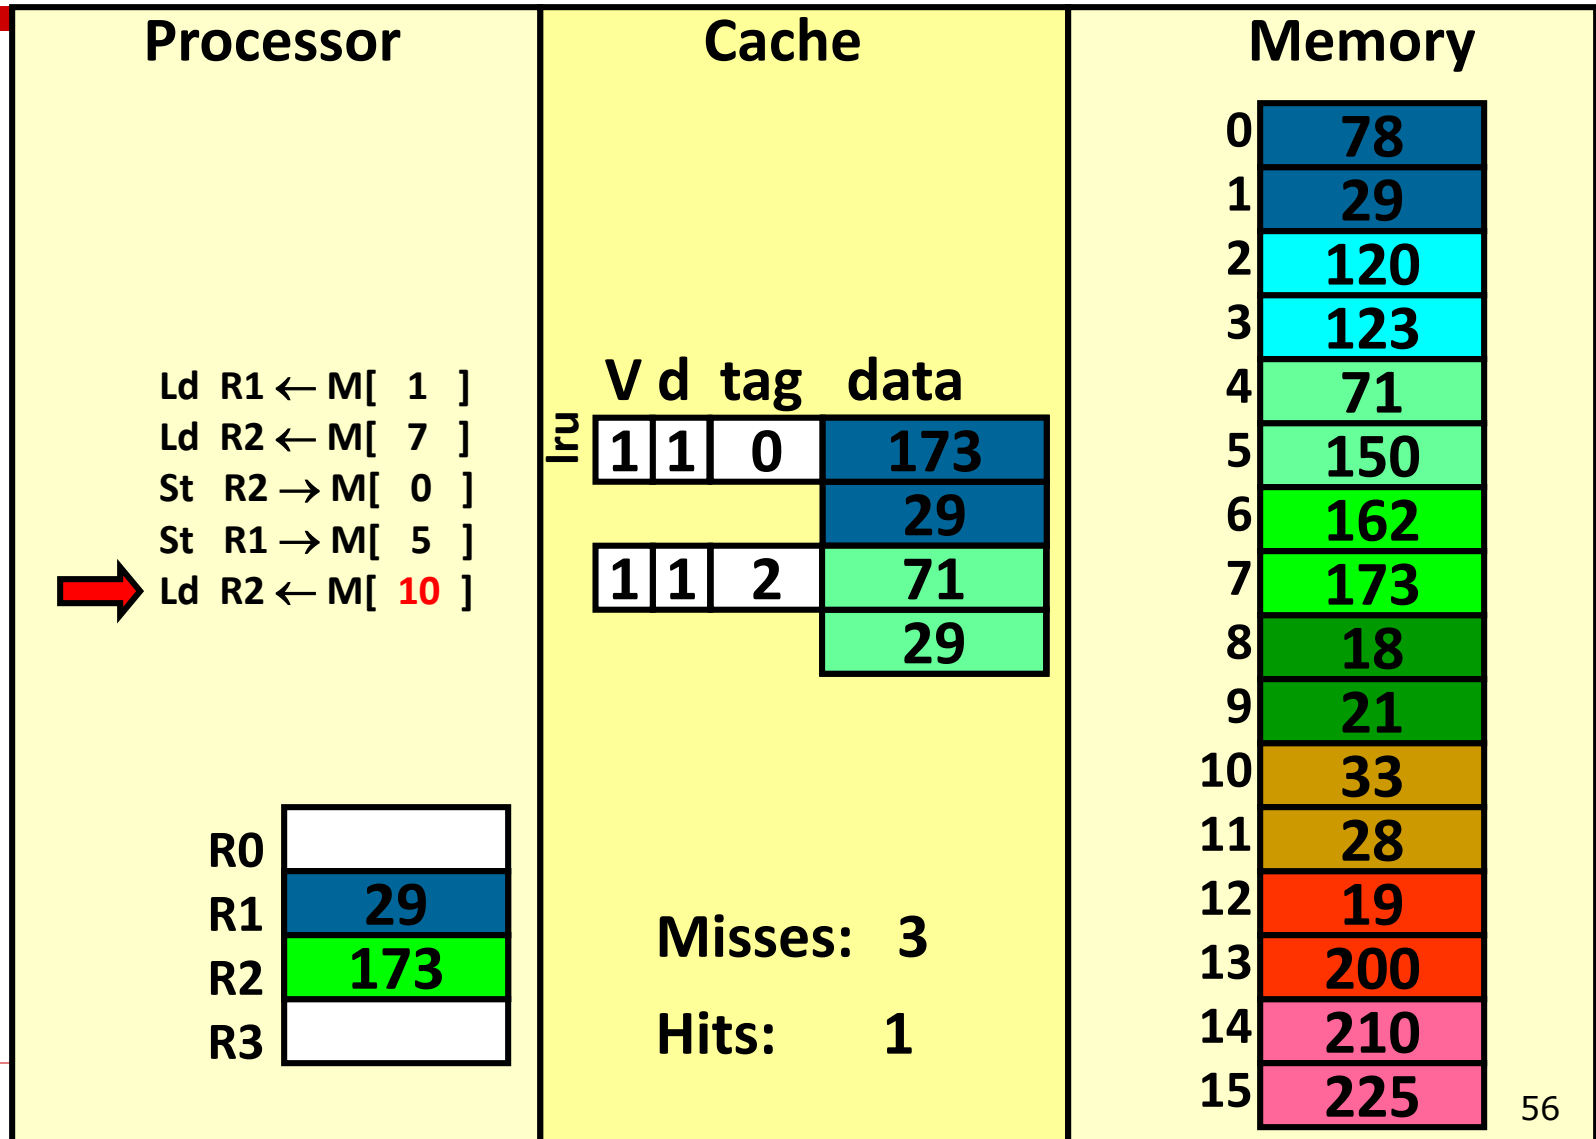 Processor
Ld R1 ← M[ 1 ]
Ld R2 ← M[ 7 ]
St R2 → M[ 0 ]
St R1 → M[ 5 ]
Ld R2 ← M[ 10 ]
R0
R1 29
R2 173
R3
Cache
V d tag data
lru 1 1 0 173
29
1 1 2 71
29
Misses: 3
Hits: 1
Memory
0 78
1 29
2 120
3 123
4 71
5 150
6 162
7 173
8 18
9 21
10 33
11 28
12 19
13 200
14 210
15 225
56